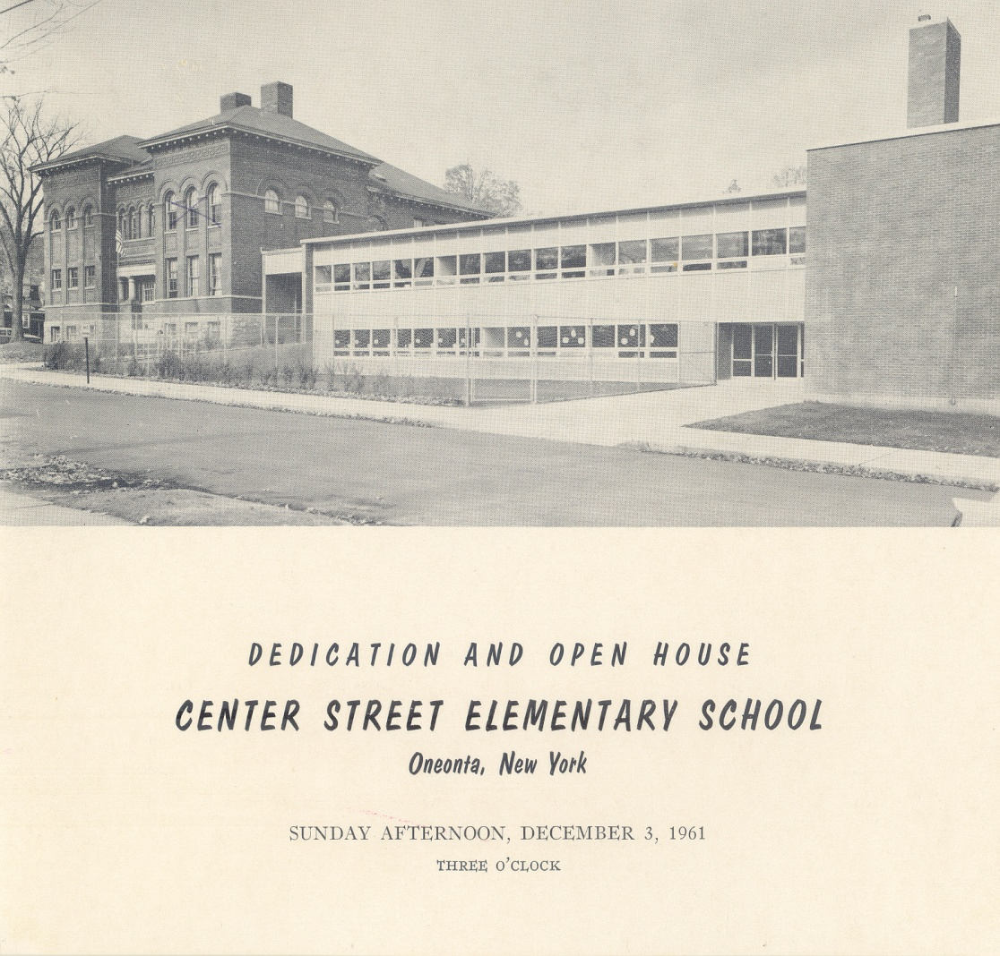 DEDICATION AND OPEN HOUSE
CENTER STREET ELEMENTARY SCHOOL
Oneonta, New York
SUNDAY AFTERNOON, DECEMBER 3, 1961
THREE O'CLOCK